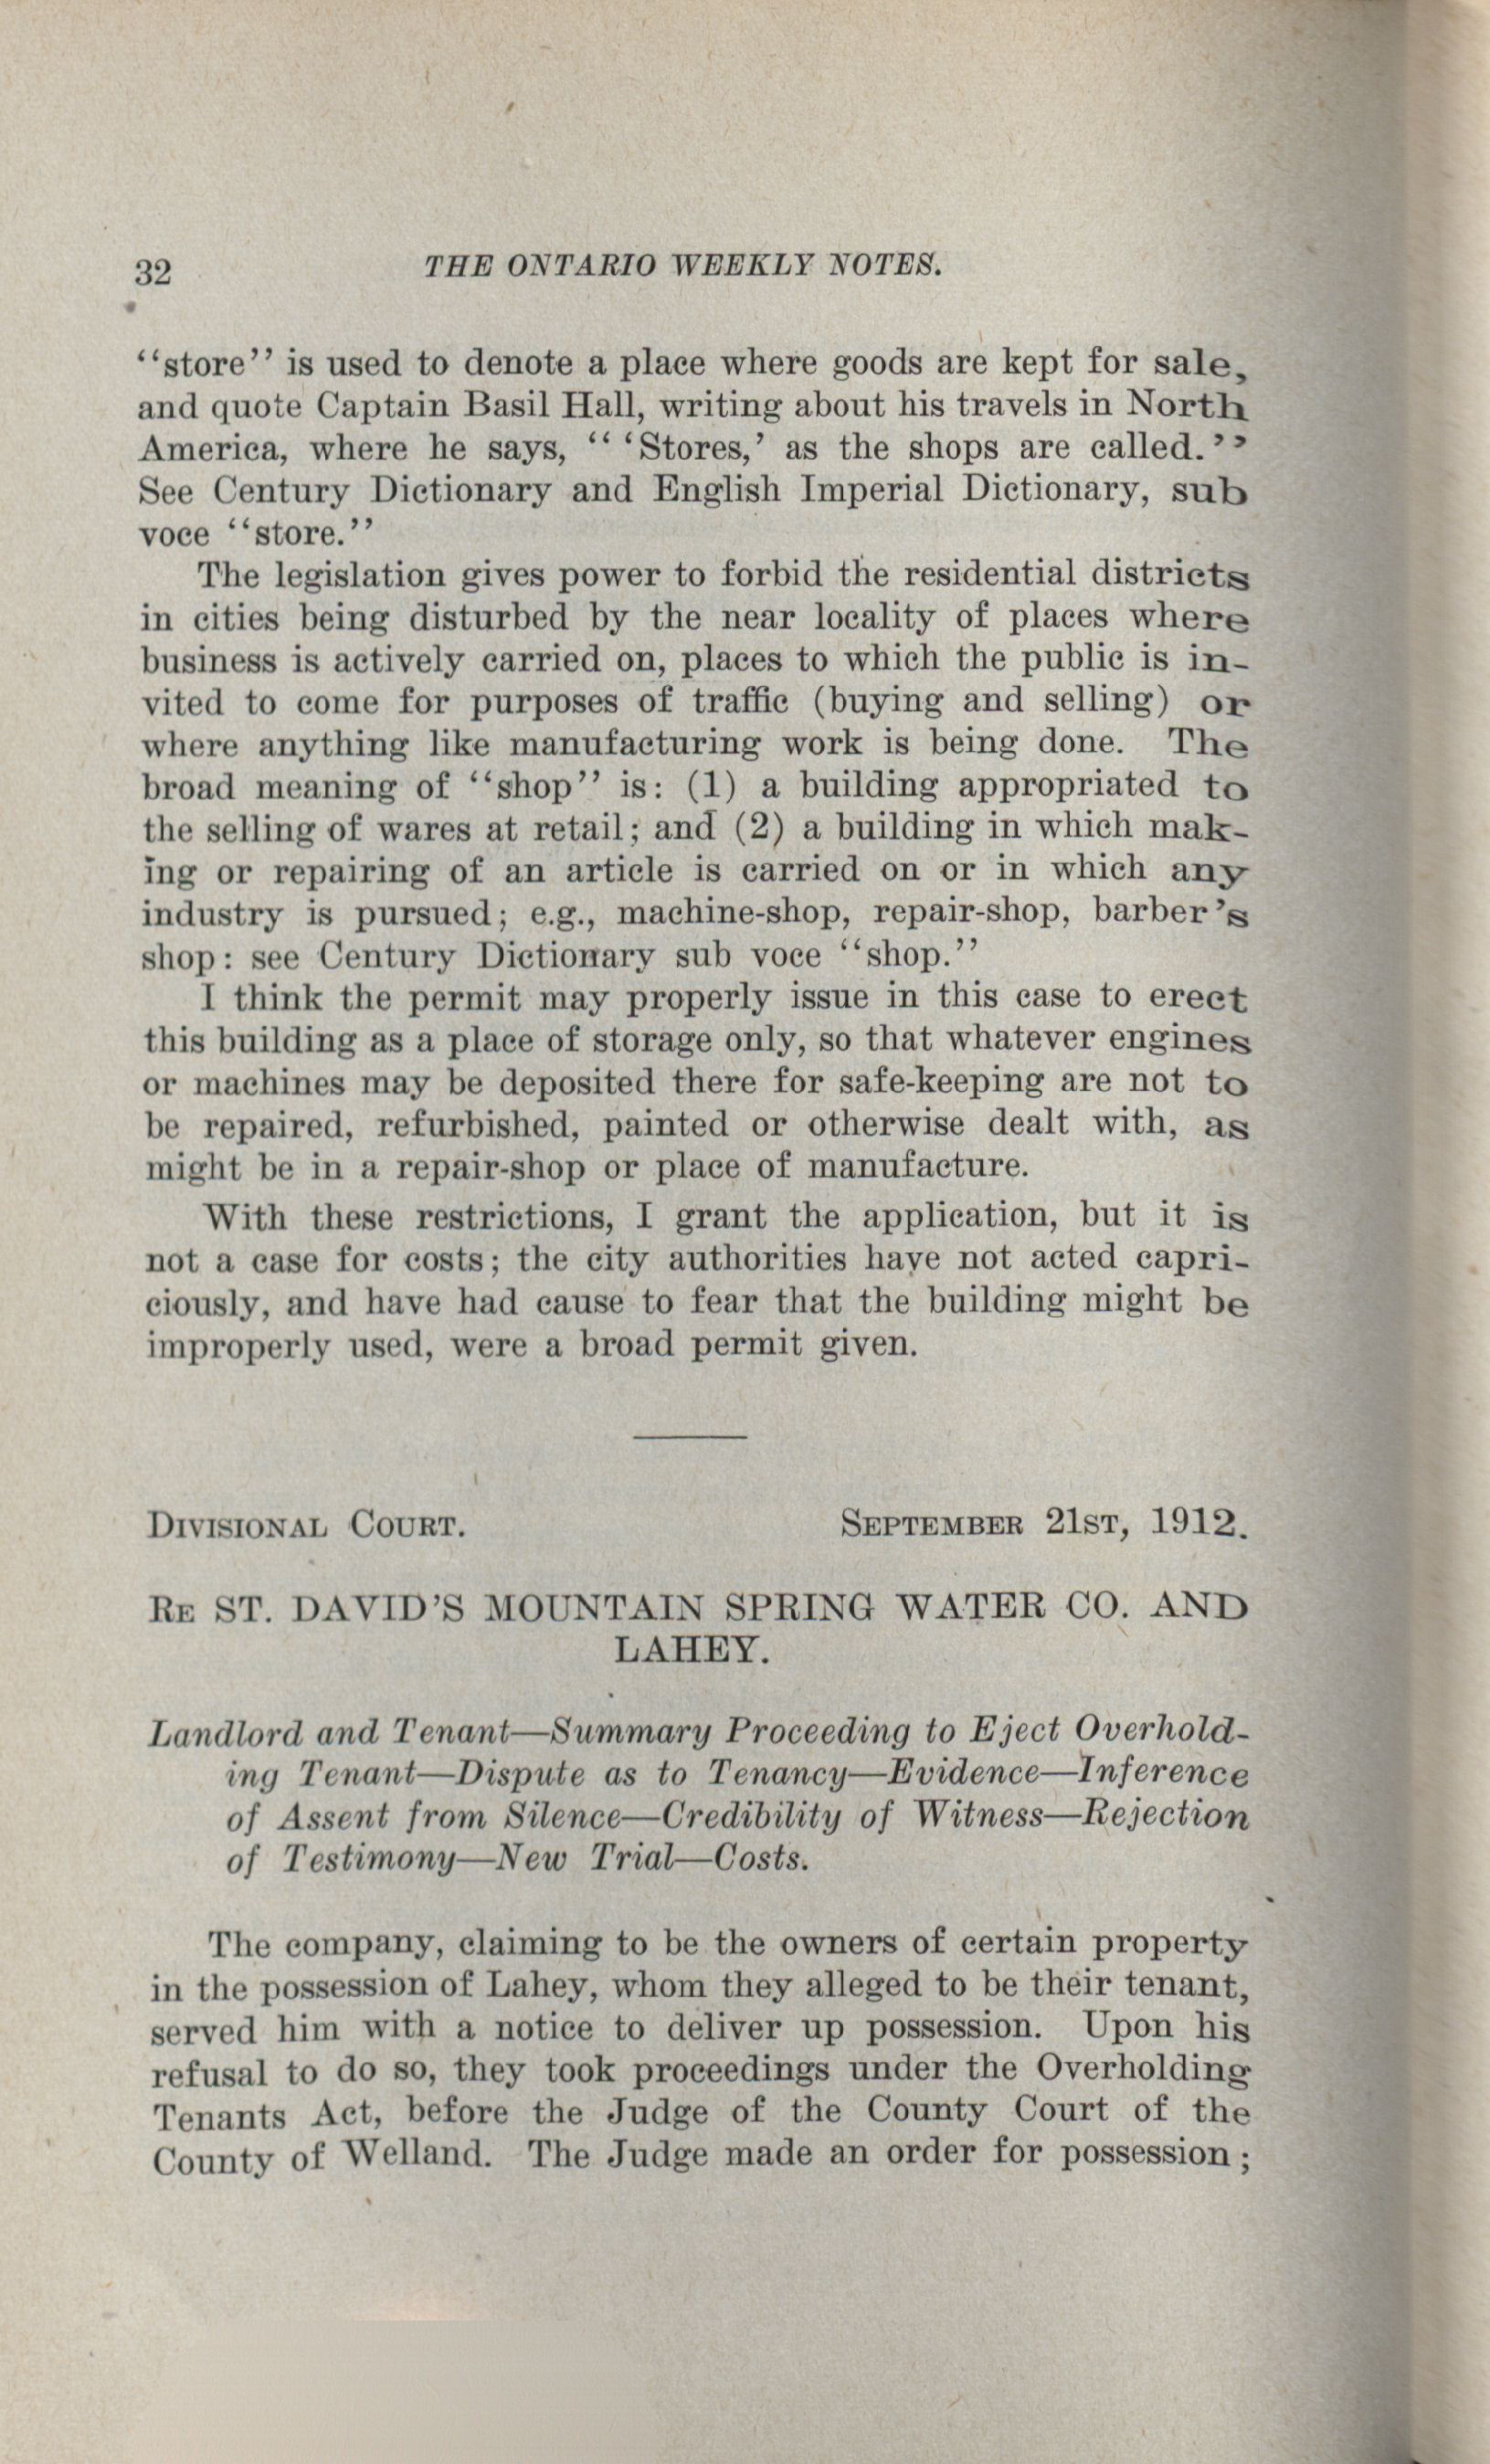 32
THE ONTARIO WEEKLY NOTES.
‘‘store’’ is used to denote a place where goods are kept for sale,
and quote Captain Basil Hall, writing about his travels in North
America, where he says, ‘‘ ‘Stores,’ as the shops are called.’’
See Century Dictionary and English Imperial Dictionary, sub
voce ‘‘store.’’
The legislation gives power to forbid the residential districts
in cities being disturbed by the near locality of places where
business is actively carried on, places to which the public is in-
vited to come for purposes of traffic (buying and selling) or
where anything like manufacturing work is being done. The
broad meaning of ‘‘shop’’ is: (1) a building appropriated to
the selling of wares at retail; and (2) a building in which mak-
ing or repairing of an article is carried on or in which any
industry is pursued; e.g., machine-shop, repair-shop, barber’s
shop: see Century Dictionary sub voce ‘‘shop.’’
I think the permit may properly issue in this case to erect
this building as a place of storage only, so that whatever engines
or machines may be deposited there for safe-keeping are not to
be repaired, refurbished, painted or otherwise dealt with, as
might be in a repair-shop or place of manufacture.
With these restrictions, I grant the application, but it is
not a case for costs; the city authorities have not acted capri-
ciously, and have had cause to fear that the building might be
improperly used, were a broad permit given.
DIVISIONAL COURT. SEPTEMBER 21ST, 1912.
RE ST. DAVID’S MOUNTAIN SPRING WATER CO. AND
LAHEY.
Landlord and Tenant—Summary Proceeding to Eject Overhold-
ing Tenant—Dispute as to Tenancy—Evidence—Inference
of Assent from Silence—Credibility of Witness—Rejection
of Testimony—New Trial—Costs.
The company, claiming to be the owners of certain property
in the possession of Lahey, whom they alleged to be their tenant,
served him with a notice to deliver up possession. Upon his
refusal to do so, they took proceedings under the Overholding
Tenants Act, before the Judge of the County Court of the
County of Welland. The Judge made an order for possession;